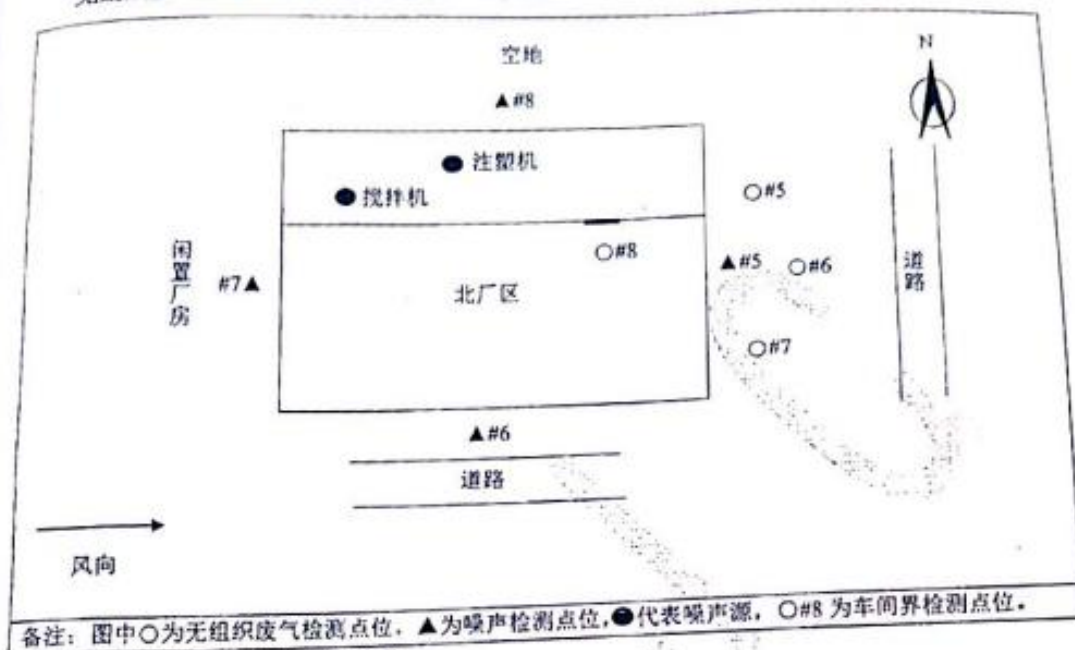 空地
N
▲#8
注塑机
搅拌机
○#5
闲置厂房
#7▲
○#8
▲#5
○#6
道路
北厂区
○#7
▲#6
道路
风向
备注：图中○为无组织废气检测点位，▲为噪声检测点位，●代表噪声源，○#8 为车间界检测点位。